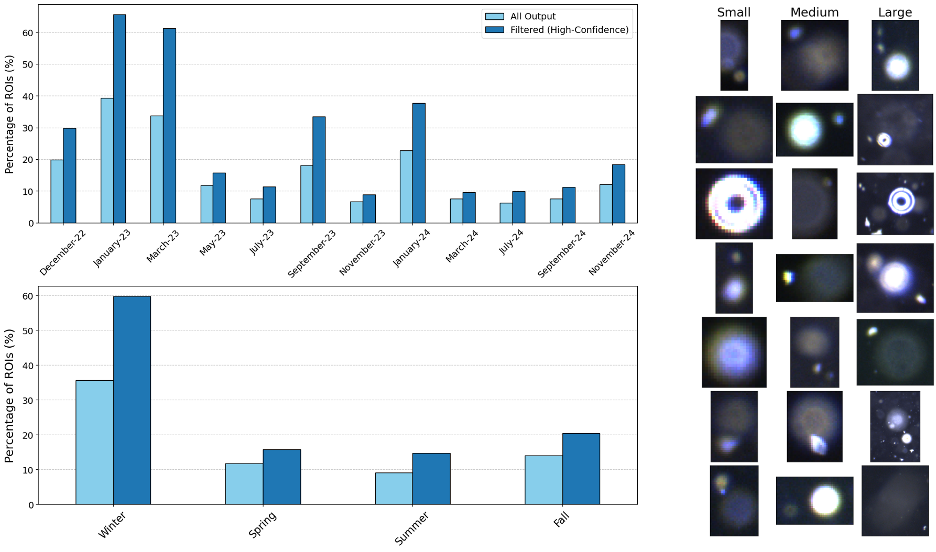 All Output
Filtered (High-Confidence)
Percentage of ROIs (%)
60
50
40
30
20
10
0
December-22
January-23
March-23
May-23
July-23
September-23
November-23
January-24
March-24
July-24
September-24
November-24
Percentage of ROIs (%)
60
50
40
30
20
10
0
Winter
Spring
Summer
Fall
Small Medium Large